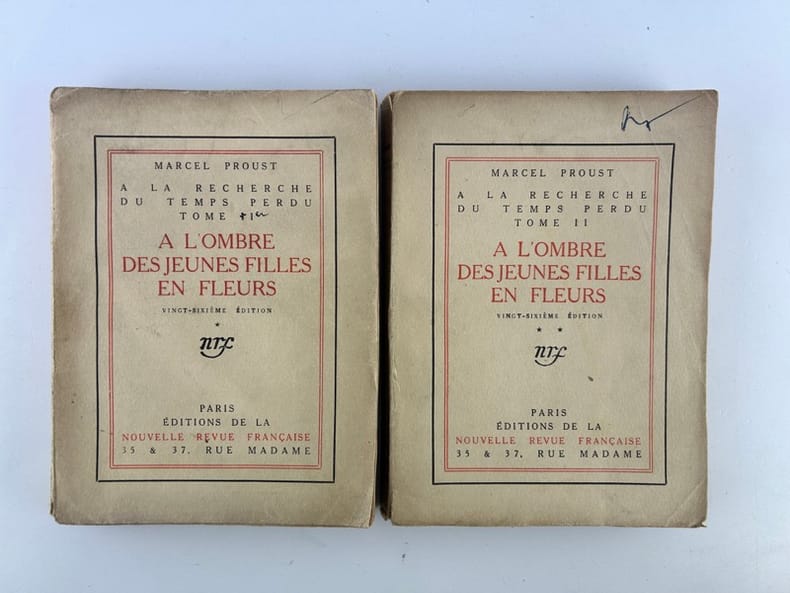 MARCEL PROUST
A LA RECHERCHE
DU TEMPS PERDU
TOME
A L'OMBRE
DES JEUNES FILLES
EN FLEURS
VINGT-SIXIÈME ÉDITION
*
nrf
PARIS
ÉDITIONS DE LA
NOUVELLE REVUE FRANÇAISE
35 & 37, RUE MADAME
MARCEL PROUST
A LA RECHERCHE
DU TEMPS PERDU
TOME II
A L'OMBRE
DES JEUNES FILLES
EN FLEURS
VINGT-SIXIÈME ÉDITION
* *
nrf
PARIS
ÉDITIONS DE LA
NOUVELLE REVUE FRANÇAISE
35 & 37, RUE MADAME